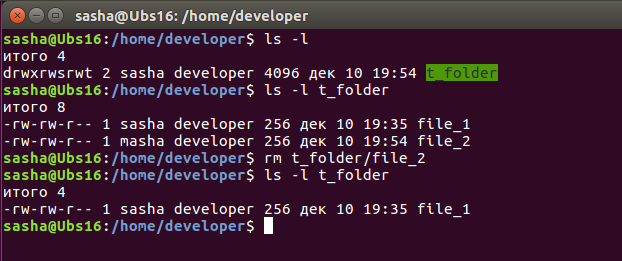 sasha@Ubs16: /home/developer
sasha@Ubs16:/home/developer$ ls -l
итого 4
drwxrwsrwt 2 sasha developer 4096 дек 10 19:54 t_folder
sasha@Ubs16:/home/developer$ ls -l t_folder
итого 8
-rw-rw-r-- 1 sasha developer 256 дек 10 19:35 file_1
-rw-rw-r-- 1 masha developer 256 дек 10 19:54 file_2
sasha@Ubs16:/home/developer$ rm t_folder/file_2
sasha@Ubs16:/home/developer$ ls -l t_folder
итого 4
-rw-rw-r-- 1 sasha developer 256 дек 10 19:35 file_1
sasha@Ubs16:/home/developer$